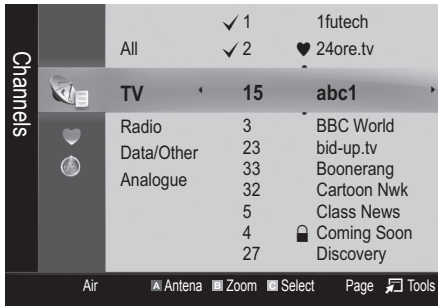 Channels
✓ 1 1futech
All ✓ 2 ♥ 24ore.tv
TV 15 abc1
Radio 3 BBC World
Data/Other 23 bid-up.tv
Analogue 33 Boonerang
32 Cartoon Nwk
5 Class News
4 Coming Soon
27 Discovery
Air A Antena B Zoom C Select Page Tools